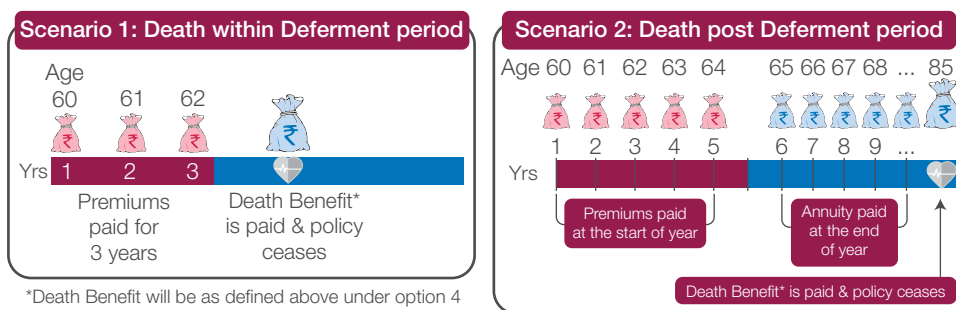 Scenario 1: Death within Deferment period
Age
60 61 62
₹ ₹ ₹ ₹
Yrs 1 2 3
Premiums
paid for
3 years
Death Benefit*
is paid & policy
ceases
*Death Benefit will be as defined above under option 4
Scenario 2: Death post Deferment period
Age 60 61 62 63 64 65 66 67 68 ... 85
₹ ₹ ₹ ₹ ₹ ₹ ₹ ₹ ₹ ₹ ₹
1 2 3 4 5 6 7 8 9 ...
Yrs
Premiums paid
at the start of year
Annuity paid
at the end
of year
Death Benefit* is paid & policy ceases